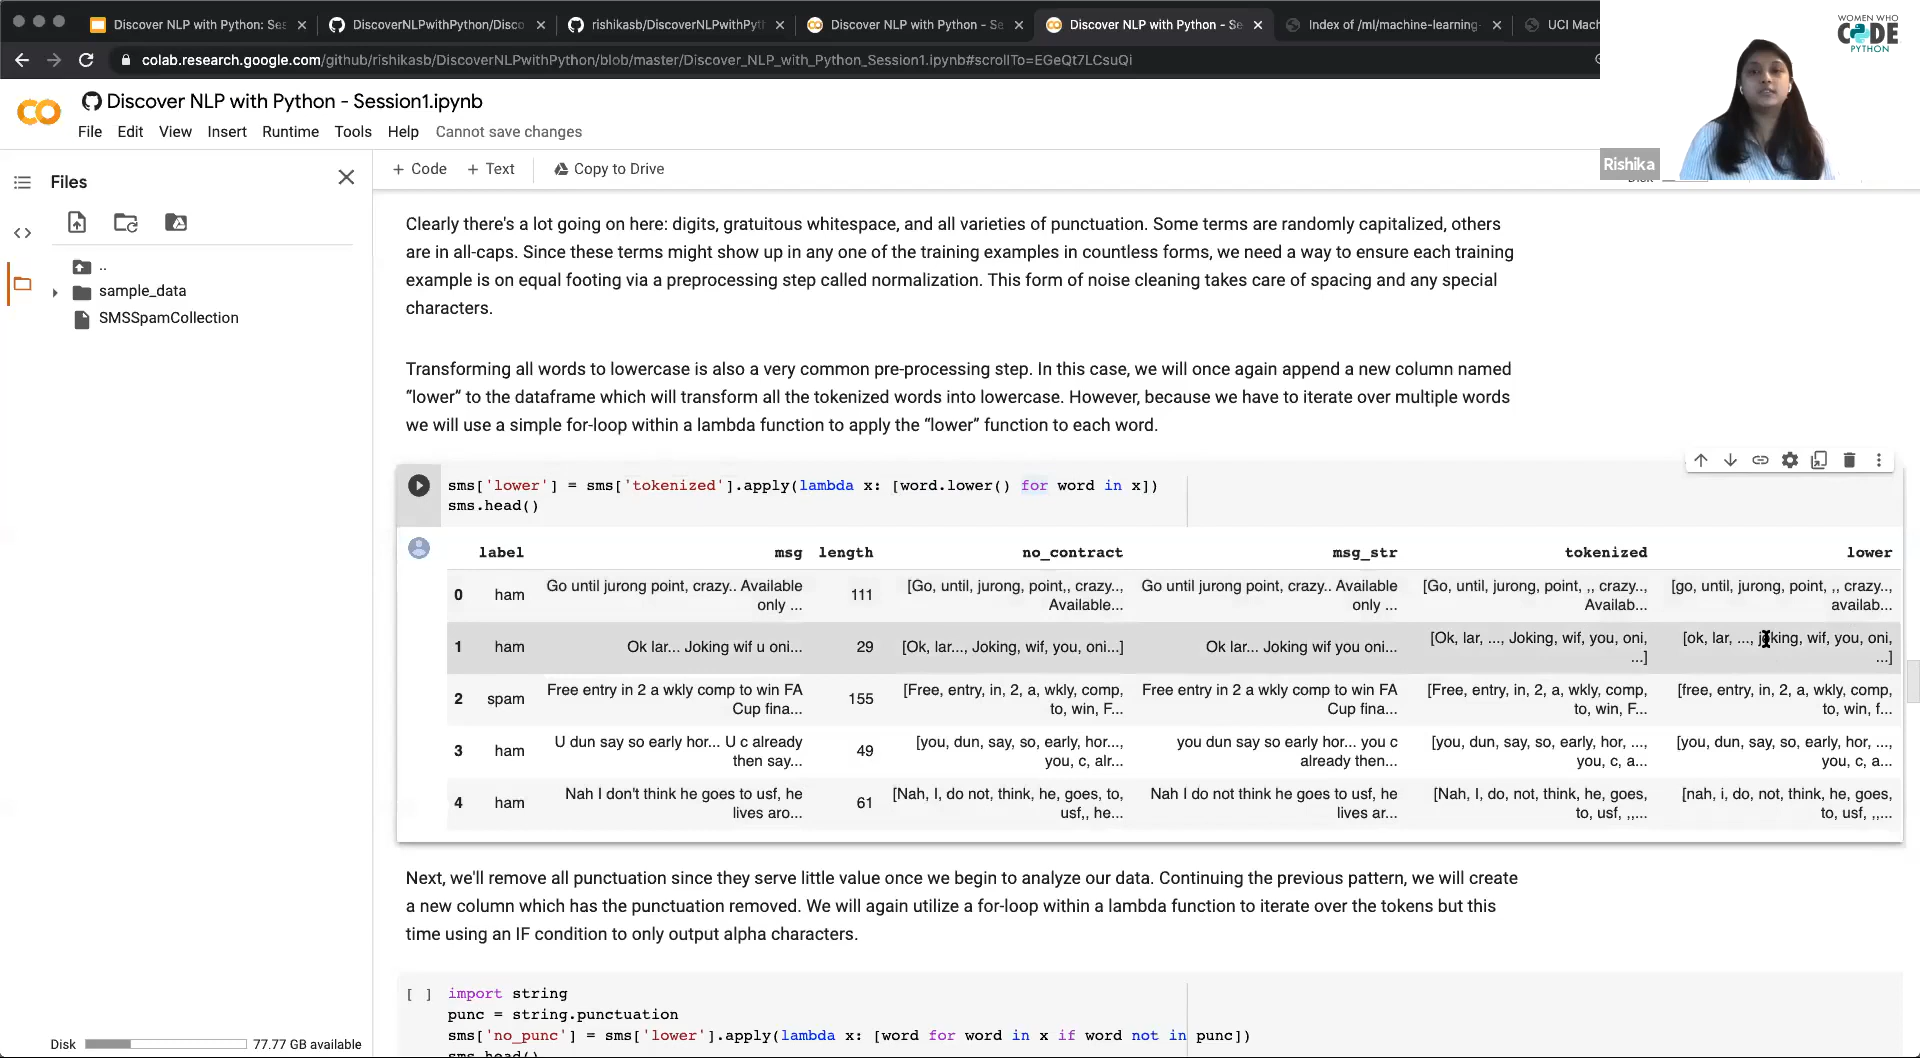 Discover NLP with Python: Ses
DiscoverNLPwithPython/Disco
rishikasb/DiscoverNLPwithPyth
Discover NLP with Python - Se
Discover NLP with Python - Se
Index of /ml/machine-learning-
UCI Mach
WOMEN WHO
CODE
PYTHON
colab.research.google.com/github/rishikasb/DiscoverNLPwithPython/blob/master/Discover_NLP_with_Python_Session1.ipynb#scrollTo=EGeQt7LCsuQi
Discover NLP with Python - Session1.ipynb
File Edit View Insert Runtime Tools Help Cannot save changes
Rishika
Files
+ Code + Text Copy to Drive
Disk
..
sample_data
SMSSpamCollection
Clearly there's a lot going on here: digits, gratuitous whitespace, and all varieties of punctuation. Some terms are randomly capitalized, others
are in all-caps. Since these terms might show up in any one of the training examples in countless forms, we need a way to ensure each training
example is on equal footing via a preprocessing step called normalization. This form of noise cleaning takes care of spacing and any special
characters.
Transforming all words to lowercase is also a very common pre-processing step. In this case, we will once again append a new column named
“lower” to the dataframe which will transform all the tokenized words into lowercase. However, because we have to iterate over multiple words
we will use a simple for-loop within a lambda function to apply the “lower” function to each word.
sms['lower'] = sms['tokenized'].apply(lambda x: [word.lower() for word in x])
sms.head()
label msg length no_contract msg_str tokenized lower
0 ham Go until jurong point, crazy.. Available only ... 111 [Go, until, jurong, point,, crazy.., Available... Go until jurong point, crazy.. Available only ... [Go, until, jurong, point, ,, crazy.., Availab... [go, until, jurong, point, ,, crazy.., availab...
1 ham Ok lar... Joking wif u oni... 29 [Ok, lar..., Joking, wif, you, oni...] Ok lar... Joking wif you oni... [Ok, lar, ..., Joking, wif, you, oni, ...] [ok, lar, ..., joking, wif, you, oni, ...]
2 spam Free entry in 2 a wkly comp to win FA Cup fina... 155 [Free, entry, in, 2, a, wkly, comp, to, win, F... Free entry in 2 a wkly comp to win FA Cup fina... [Free, entry, in, 2, a, wkly, comp, to, win, F... [free, entry, in, 2, a, wkly, comp, to, win, f...
3 ham U dun say so early hor... U c already then say... 49 [you, dun, say, so, early, hor..., you, c, alr... you dun say so early hor... you c already then... [you, dun, say, so, early, hor, ..., you, c, a... [you, dun, say, so, early, hor, ..., you, c, a...
4 ham Nah I don't think he goes to usf, he lives aro... 61 [Nah, I, do not, think, he, goes, to, usf,, he... Nah I do not think he goes to usf, he lives ar... [Nah, I, do, not, think, he, goes, to, usf, ,,... [nah, i, do, not, think, he, goes, to, usf, ,,...
Next, we'll remove all punctuation since they serve little value once we begin to analyze our data. Continuing the previous pattern, we will create
a new column which has the punctuation removed. We will again utilize a for-loop within a lambda function to iterate over the tokens but this
time using an IF condition to only output alpha characters.
[ ] import string
punc = string.punctuation
sms['no_punc'] = sms['lower'].apply(lambda x: [word for word in x if word not in punc])
sms.head()
Disk 77.77 GB available